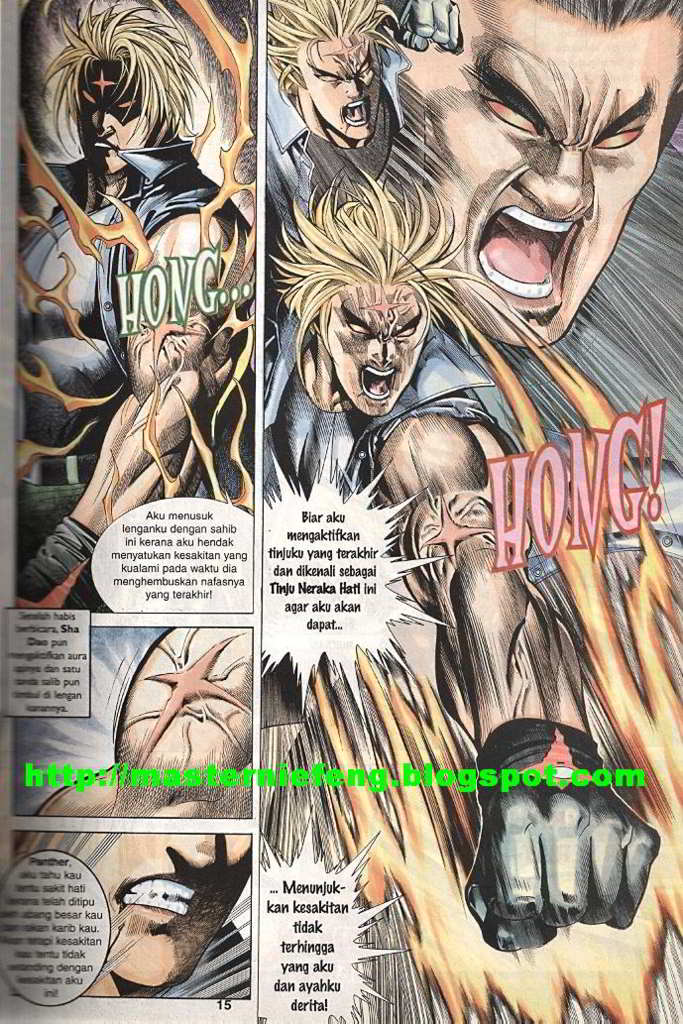 HONG...
Aku menusuk
lenganku dengan sahib
ini kerana aku hendak
menyatukan kesakitan yang
kualami pada waktu dia
menghembuskan nafasnya
yang terakhir!
Setelah habis
berbicara, Sha
Dan pun
mengaktifkan aura
apinya dan satu
tanda salib pun
timbul di lengan
kanannya.
Panther,
aku tahu kau
tentu sakit hati
kerana telah ditipu
oleh abang besar kau
dan rakan karib kau
Akan tetapi kesakitan
kau tentu tidak
setanding dengan
kesakitan aku
ini!
15
HONG!
Biar aku
mengaktifkan
tinjuku yang terakhir
dan dikenali sebagai
Tinju Neraka Hati ini
agar aku akan
dapat...
... Menunjuk-
kan kesakitan
tidak
terhingga
yang aku
dan ayahku
derita!
http://masterniefeng.blogspot.com